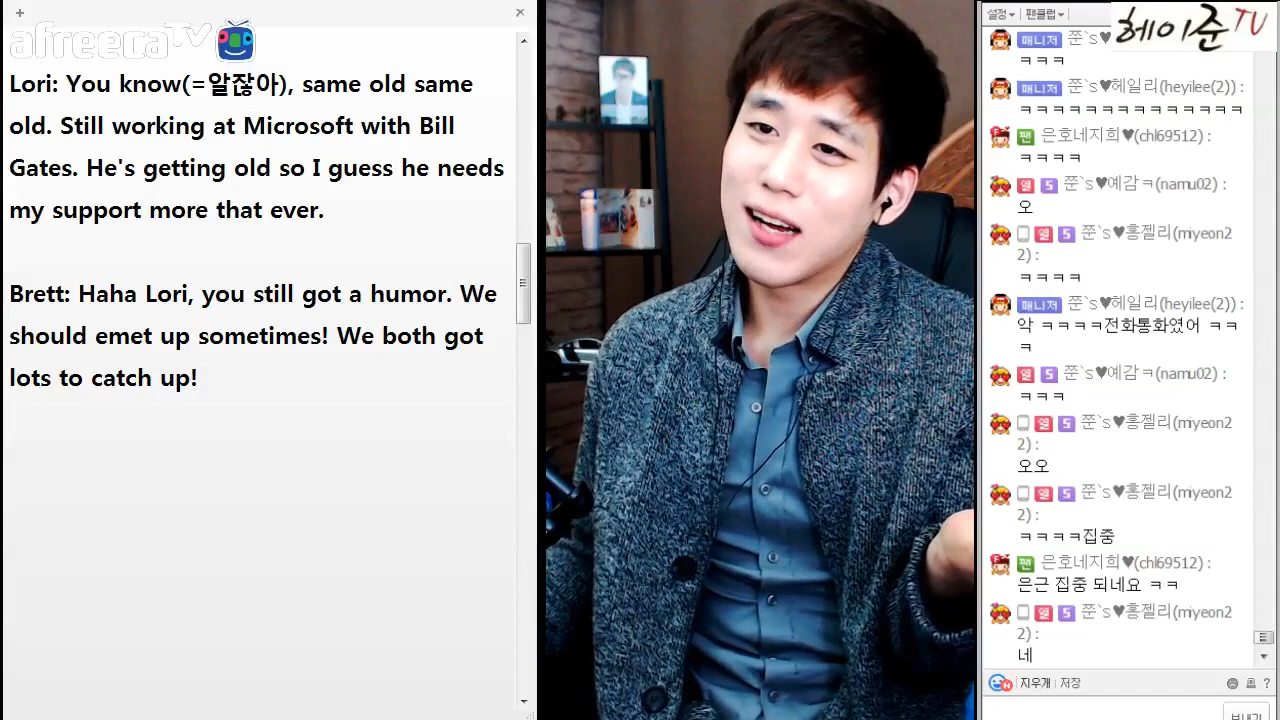 afreecaTV
Lori: You know(=알잖아), same old same
old. Still working at Microsoft with Bill
Gates. He's getting old so I guess he needs
my support more that ever.
Brett: Haha Lori, you still got a humor. We
should emet up sometimes! We both got
lots to catch up!
설정 팬클럽
헤이준TV
매니저 쭌`s♥
ㅋㅋㅋ
매니저 쭌`s♥헤일리(heyilee(2)) :
ㅋㅋㅋㅋㅋㅋㅋㅋㅋㅋㅋㅋㅋㅋ
팬 은호네지희♥(chl69512) :
ㅋㅋㅋㅋ
열 5 쭌`s♥예감ㅋ(namu02) :
오
열 5 쭌`s♥홍젤리(miyeon2
2) :
ㅋㅋㅋㅋ
매니저 쭌`s♥헤일리(heyilee(2)) :
악 ㅋㅋㅋㅋ전화통화였어 ㅋㅋ
ㅋ
열 5 쭌`s♥예감ㅋ(namu02) :
ㅋㅋㅋ
열 5 쭌`s♥홍젤리(miyeon2
2) :
오오
열 5 쭌`s♥홍젤리(miyeon2
2) :
ㅋㅋㅋㅋ집중
팬 은호네지희♥(chl69512) :
은근 집중 되네요 ㅋㅋ
열 5 쭌`s♥홍젤리(miyeon2
2) :
네
지우개 저장
보내기